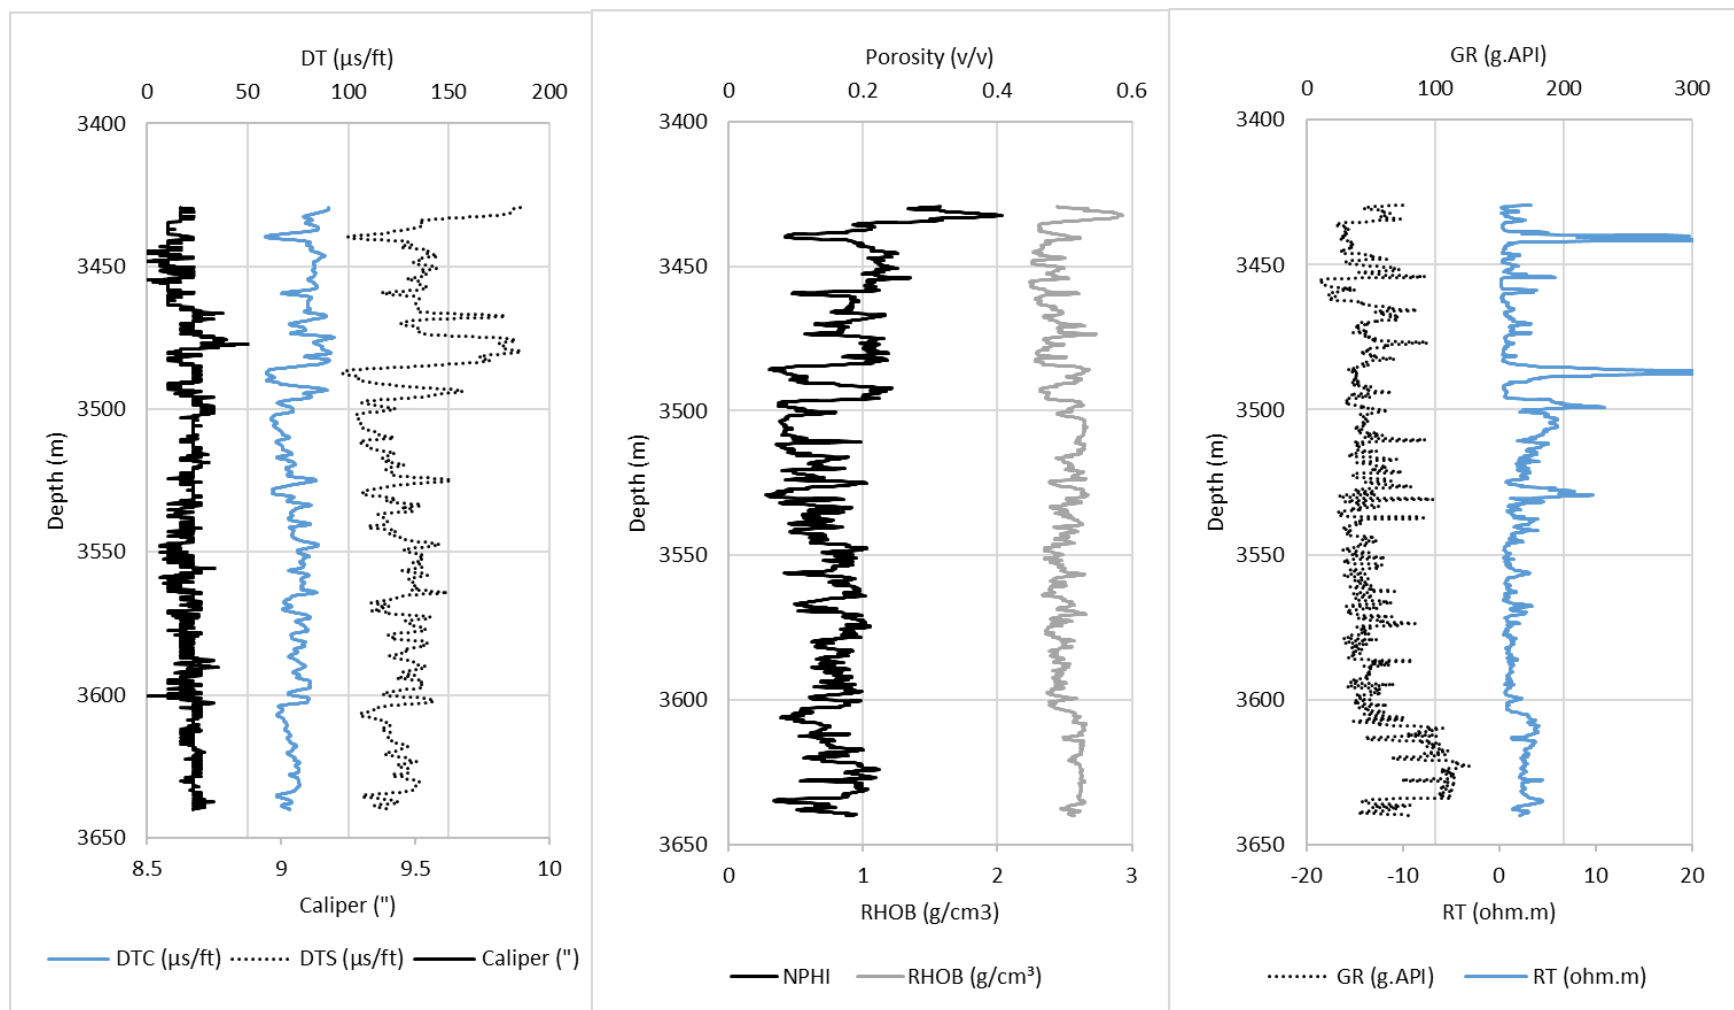 DT (µs/ft)
0 50 100 150 200
3400
3450
3500
3550
3600
3650
Depth (m)
8.5 9 9.5 10
Caliper (")
DTC (µs/ft) DTS (µs/ft) Caliper (")
Porosity (v/v)
0 0.2 0.4 0.6
3400
3450
3500
3550
3600
3650
Depth (m)
0 1 2 3
RHOB (g/cm3)
NPHI RHOB (g/cm³)
GR (g.API)
0 100 200 300
3400
3450
3500
3550
3600
3650
Depth (m)
-20 -10 0 10 20
RT (ohm.m)
GR (g.API) RT (ohm.m)